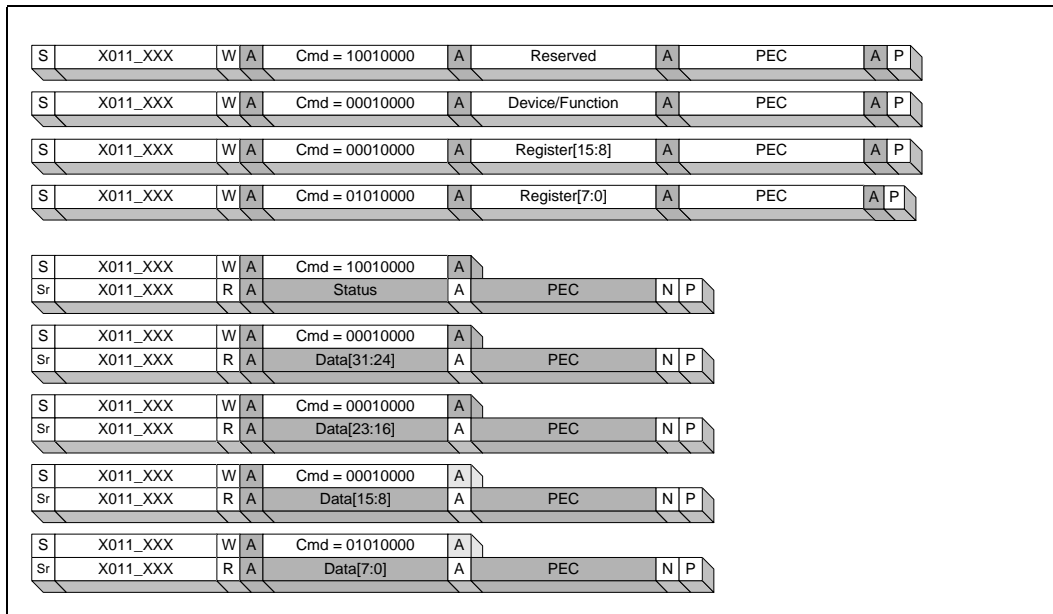 S X011_XXX W A Cmd = 10010000 A Reserved A PEC A P
S X011_XXX W A Cmd = 00010000 A Device/Function A PEC A P
S X011_XXX W A Cmd = 00010000 A Register[15:8] A PEC A P
S X011_XXX W A Cmd = 01010000 A Register[7:0] A PEC A P
S X011_XXX W A Cmd = 10010000 A
Sr X011_XXX R A Status A PEC N P
S X011_XXX W A Cmd = 00010000 A
Sr X011_XXX R A Data[31:24] A PEC N P
S X011_XXX W A Cmd = 00010000 A
Sr X011_XXX R A Data[23:16] A PEC N P
S X011_XXX W A Cmd = 00010000 A
Sr X011_XXX R A Data[15:8] A PEC N P
S X011_XXX W A Cmd = 01010000 A
Sr X011_XXX R A Data[7:0] A PEC N P